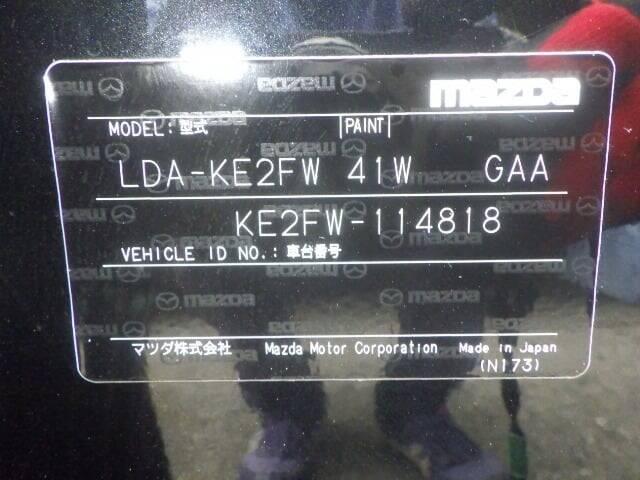 mazda
MODEL: 型式 PAINT
LDA-KE2FW 41W GAA
KE2FW-114818
VEHICLE ID NO.: 車台番号
マツダ株式会社 Mazda Motor Corporation Made in Japan
(N173)